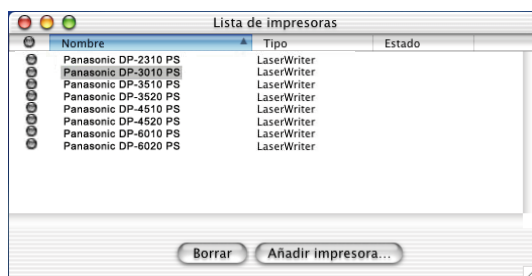 Lista de impresoras
Nombre Tipo Estado
Panasonic DP-2310 PS LaserWriter
Panasonic DP-3010 PS LaserWriter
Panasonic DP-3510 PS LaserWriter
Panasonic DP-3520 PS LaserWriter
Panasonic DP-4510 PS LaserWriter
Panasonic DP-4520 PS LaserWriter
Panasonic DP-6010 PS LaserWriter
Panasonic DP-6020 PS LaserWriter
Borrar Añadir impresora...